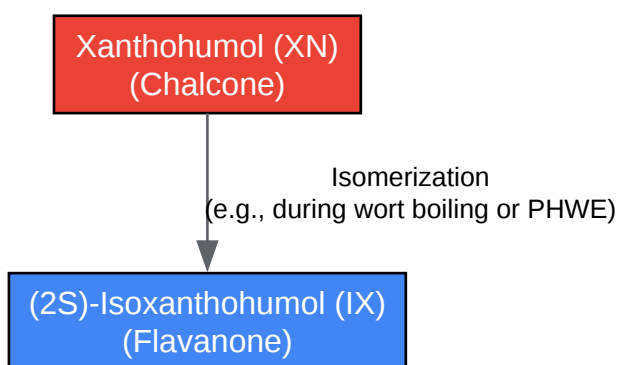 Xanthohumol (XN)
(Chalcone)
Isomerization
(e.g., during wort boiling or PHWE)
(2S)-Isoxanthohumol (IX)
(Flavanone)